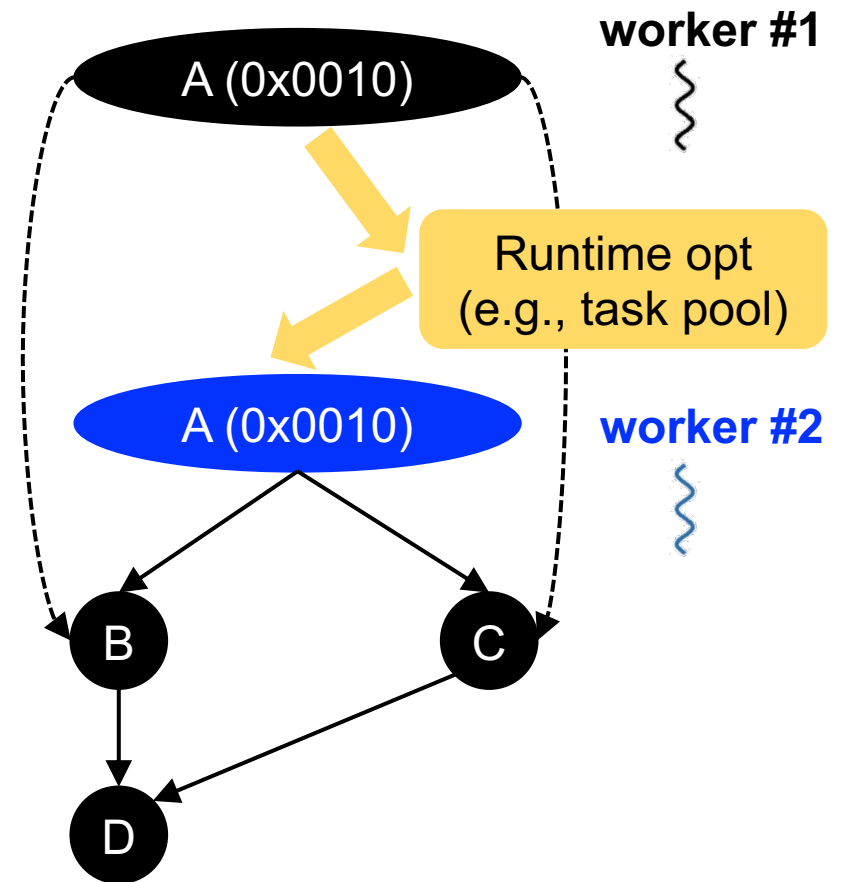 worker #1
A (0x0010)
Runtime opt
(e.g., task pool)
A (0x0010)
worker #2
B
C
D